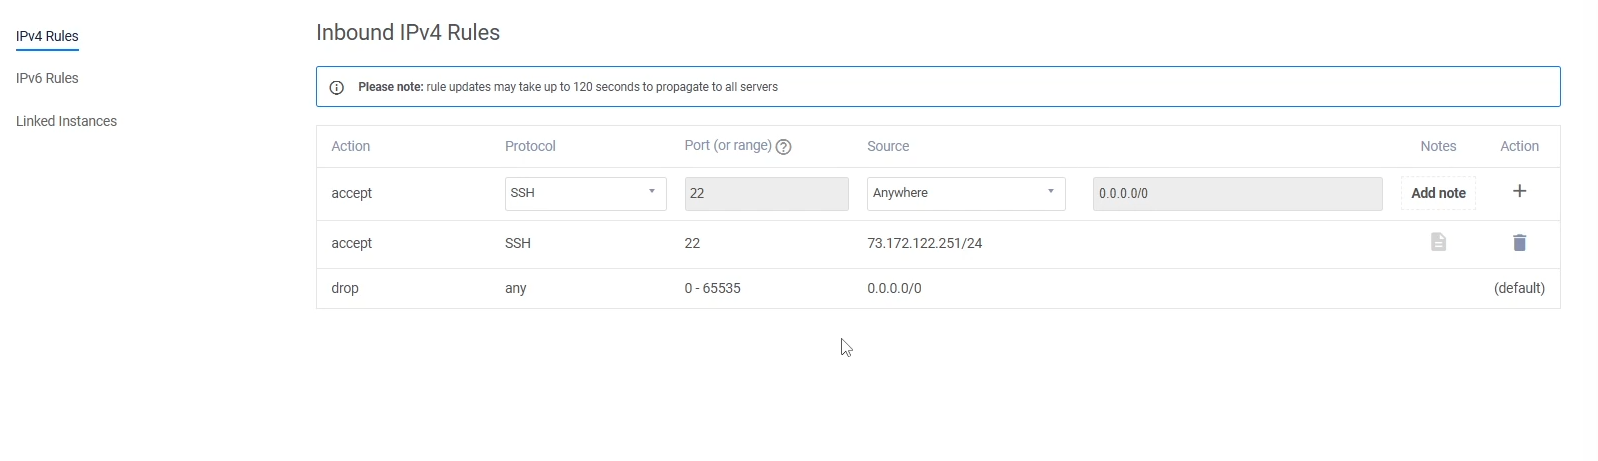 IPv4 Rules
IPv6 Rules
Linked Instances
Inbound IPv4 Rules
Please note: rule updates may take up to 120 seconds to propagate to all servers
Action Protocol Port (or range) ? Source Notes Action
accept SSH 22 Anywhere 0.0.0.0/0 Add note +
accept SSH 22 73.172.122.251/24
drop any 0 - 65535 0.0.0.0/0 (default)